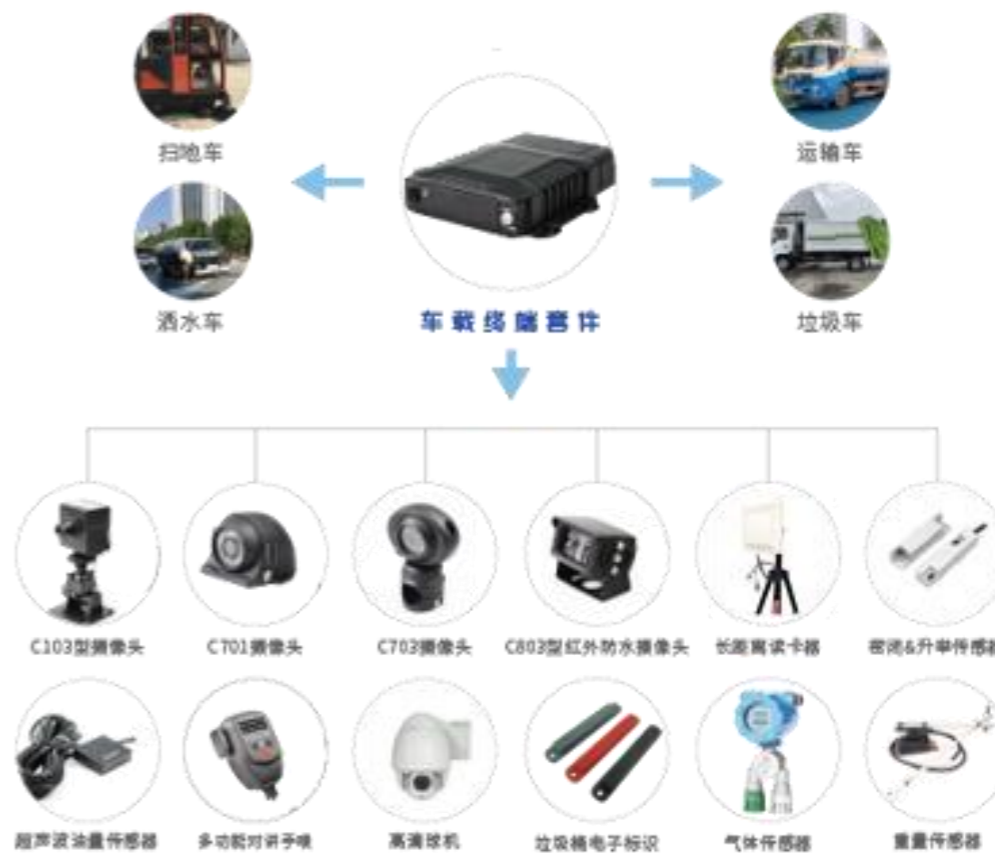 扫地车
运输车
洒水车
垃圾车
车载终端套件
C103型摄像头
C701摄像头
C703摄像头
C803型红外防水摄像头
长距离读卡器
密闭&升举传感器
超声波油量传感器
多功能对讲手咪
高清球机
垃圾桶电子标识
气体传感器
重量传感器